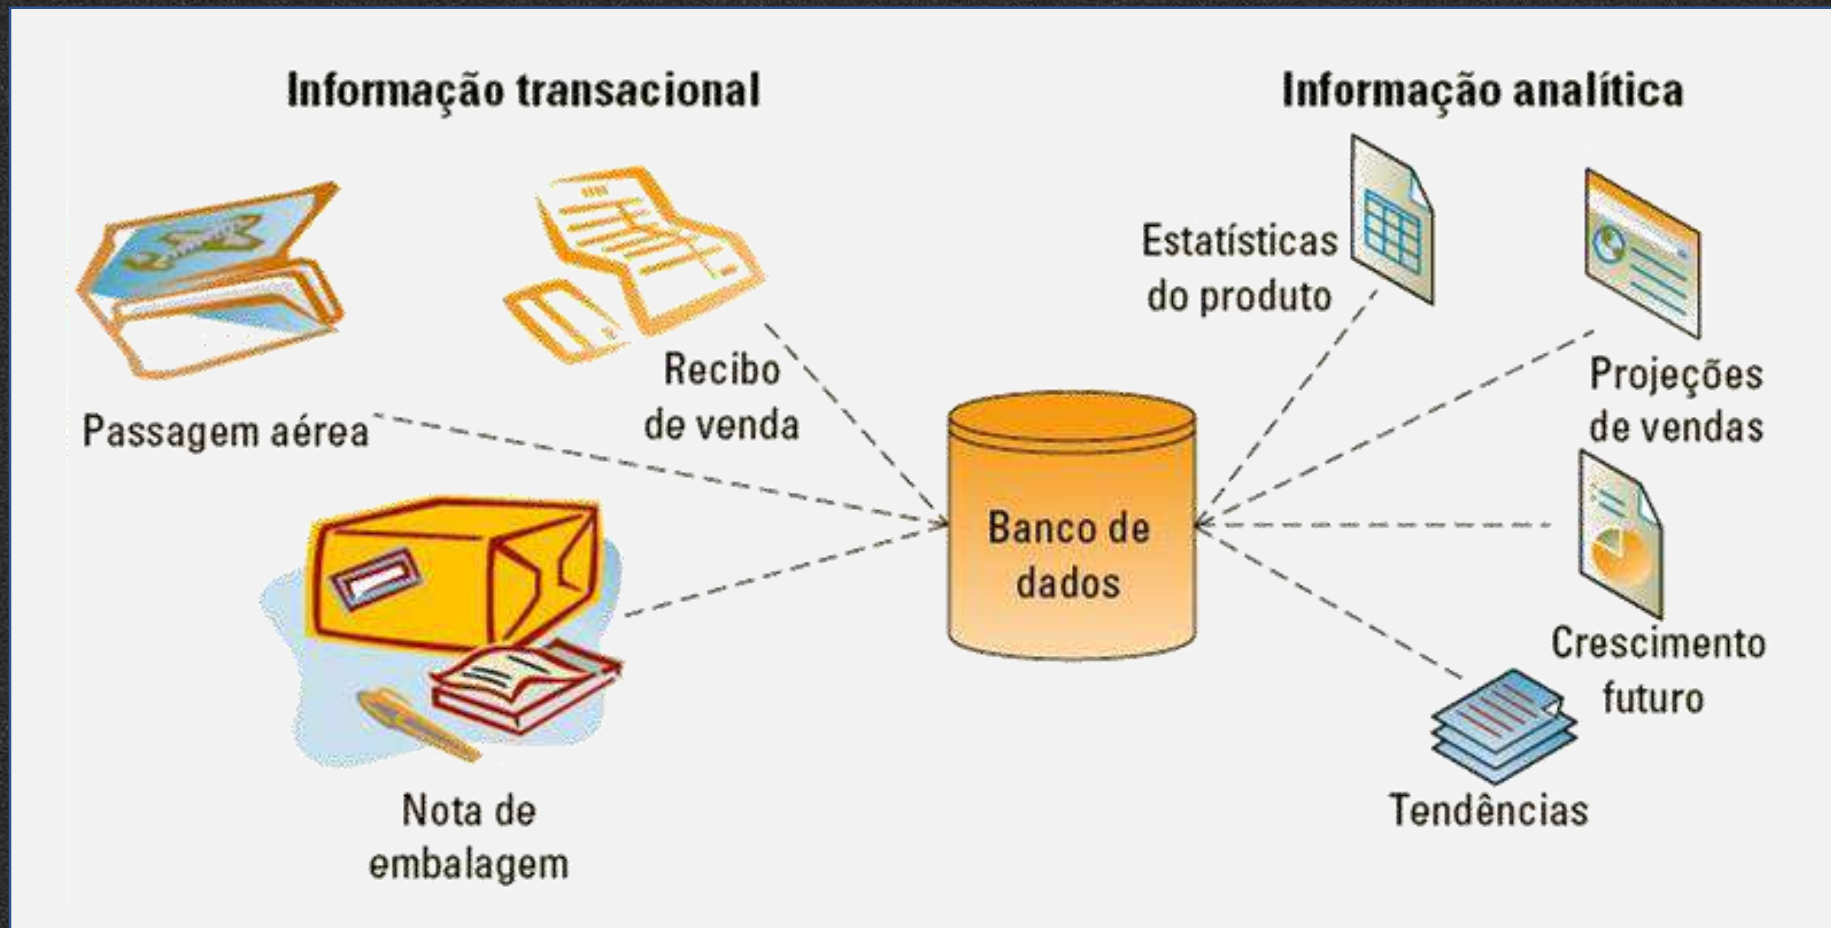 Informação transacional
Passagem aérea
Recibo
de venda
Nota de
embalagem
Banco de
dados
Informação analítica
Estatísticas
do produto
Projeções
de vendas
Crescimento
futuro
Tendências